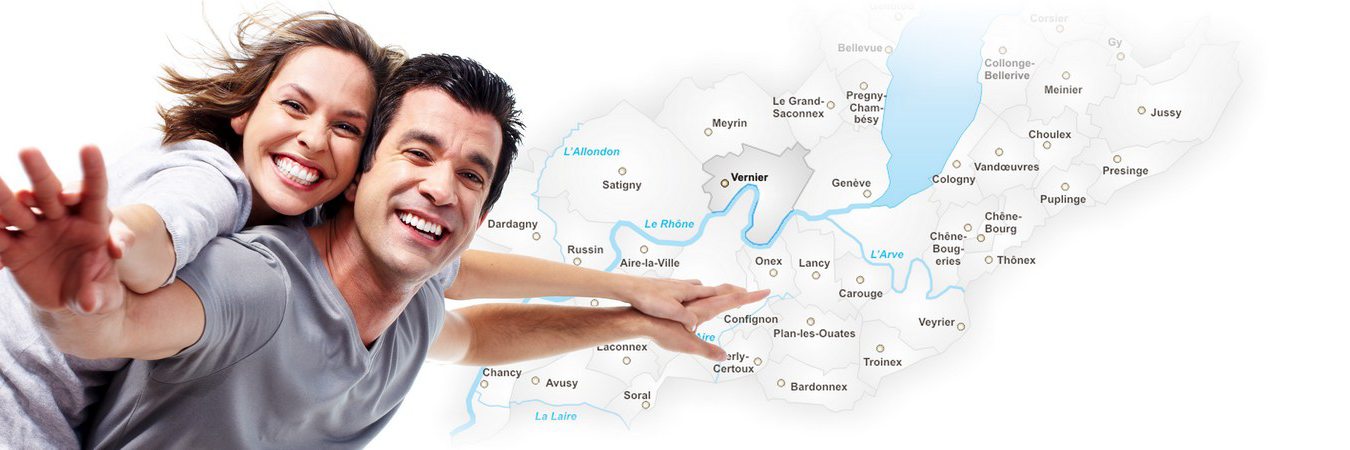 Genthod
Corsier
Bellevue
Gy
Collonge-
Bellerive
Meinier
Le Grand-
Saconnex
Pregny-
Cham-
bésy
Jussy
Meyrin
Choulex
L'Allondon
Satigny
Vernier
Genève
Cologny
Vandœuvres
Presinge
Puplinge
Dardagny
Le Rhône
Chêne-
Bourg
Chêne-
Boug-
eries
Russin
Aire-la-Ville
Onex
Lancy
L'Arve
Thônex
Carouge
Confignon
Plan-les-Ouates
Veyrier
aire
Laconnex
erly-
Certoux
Troinex
Chancy
Avusy
Bardonnex
Soral
La Laire